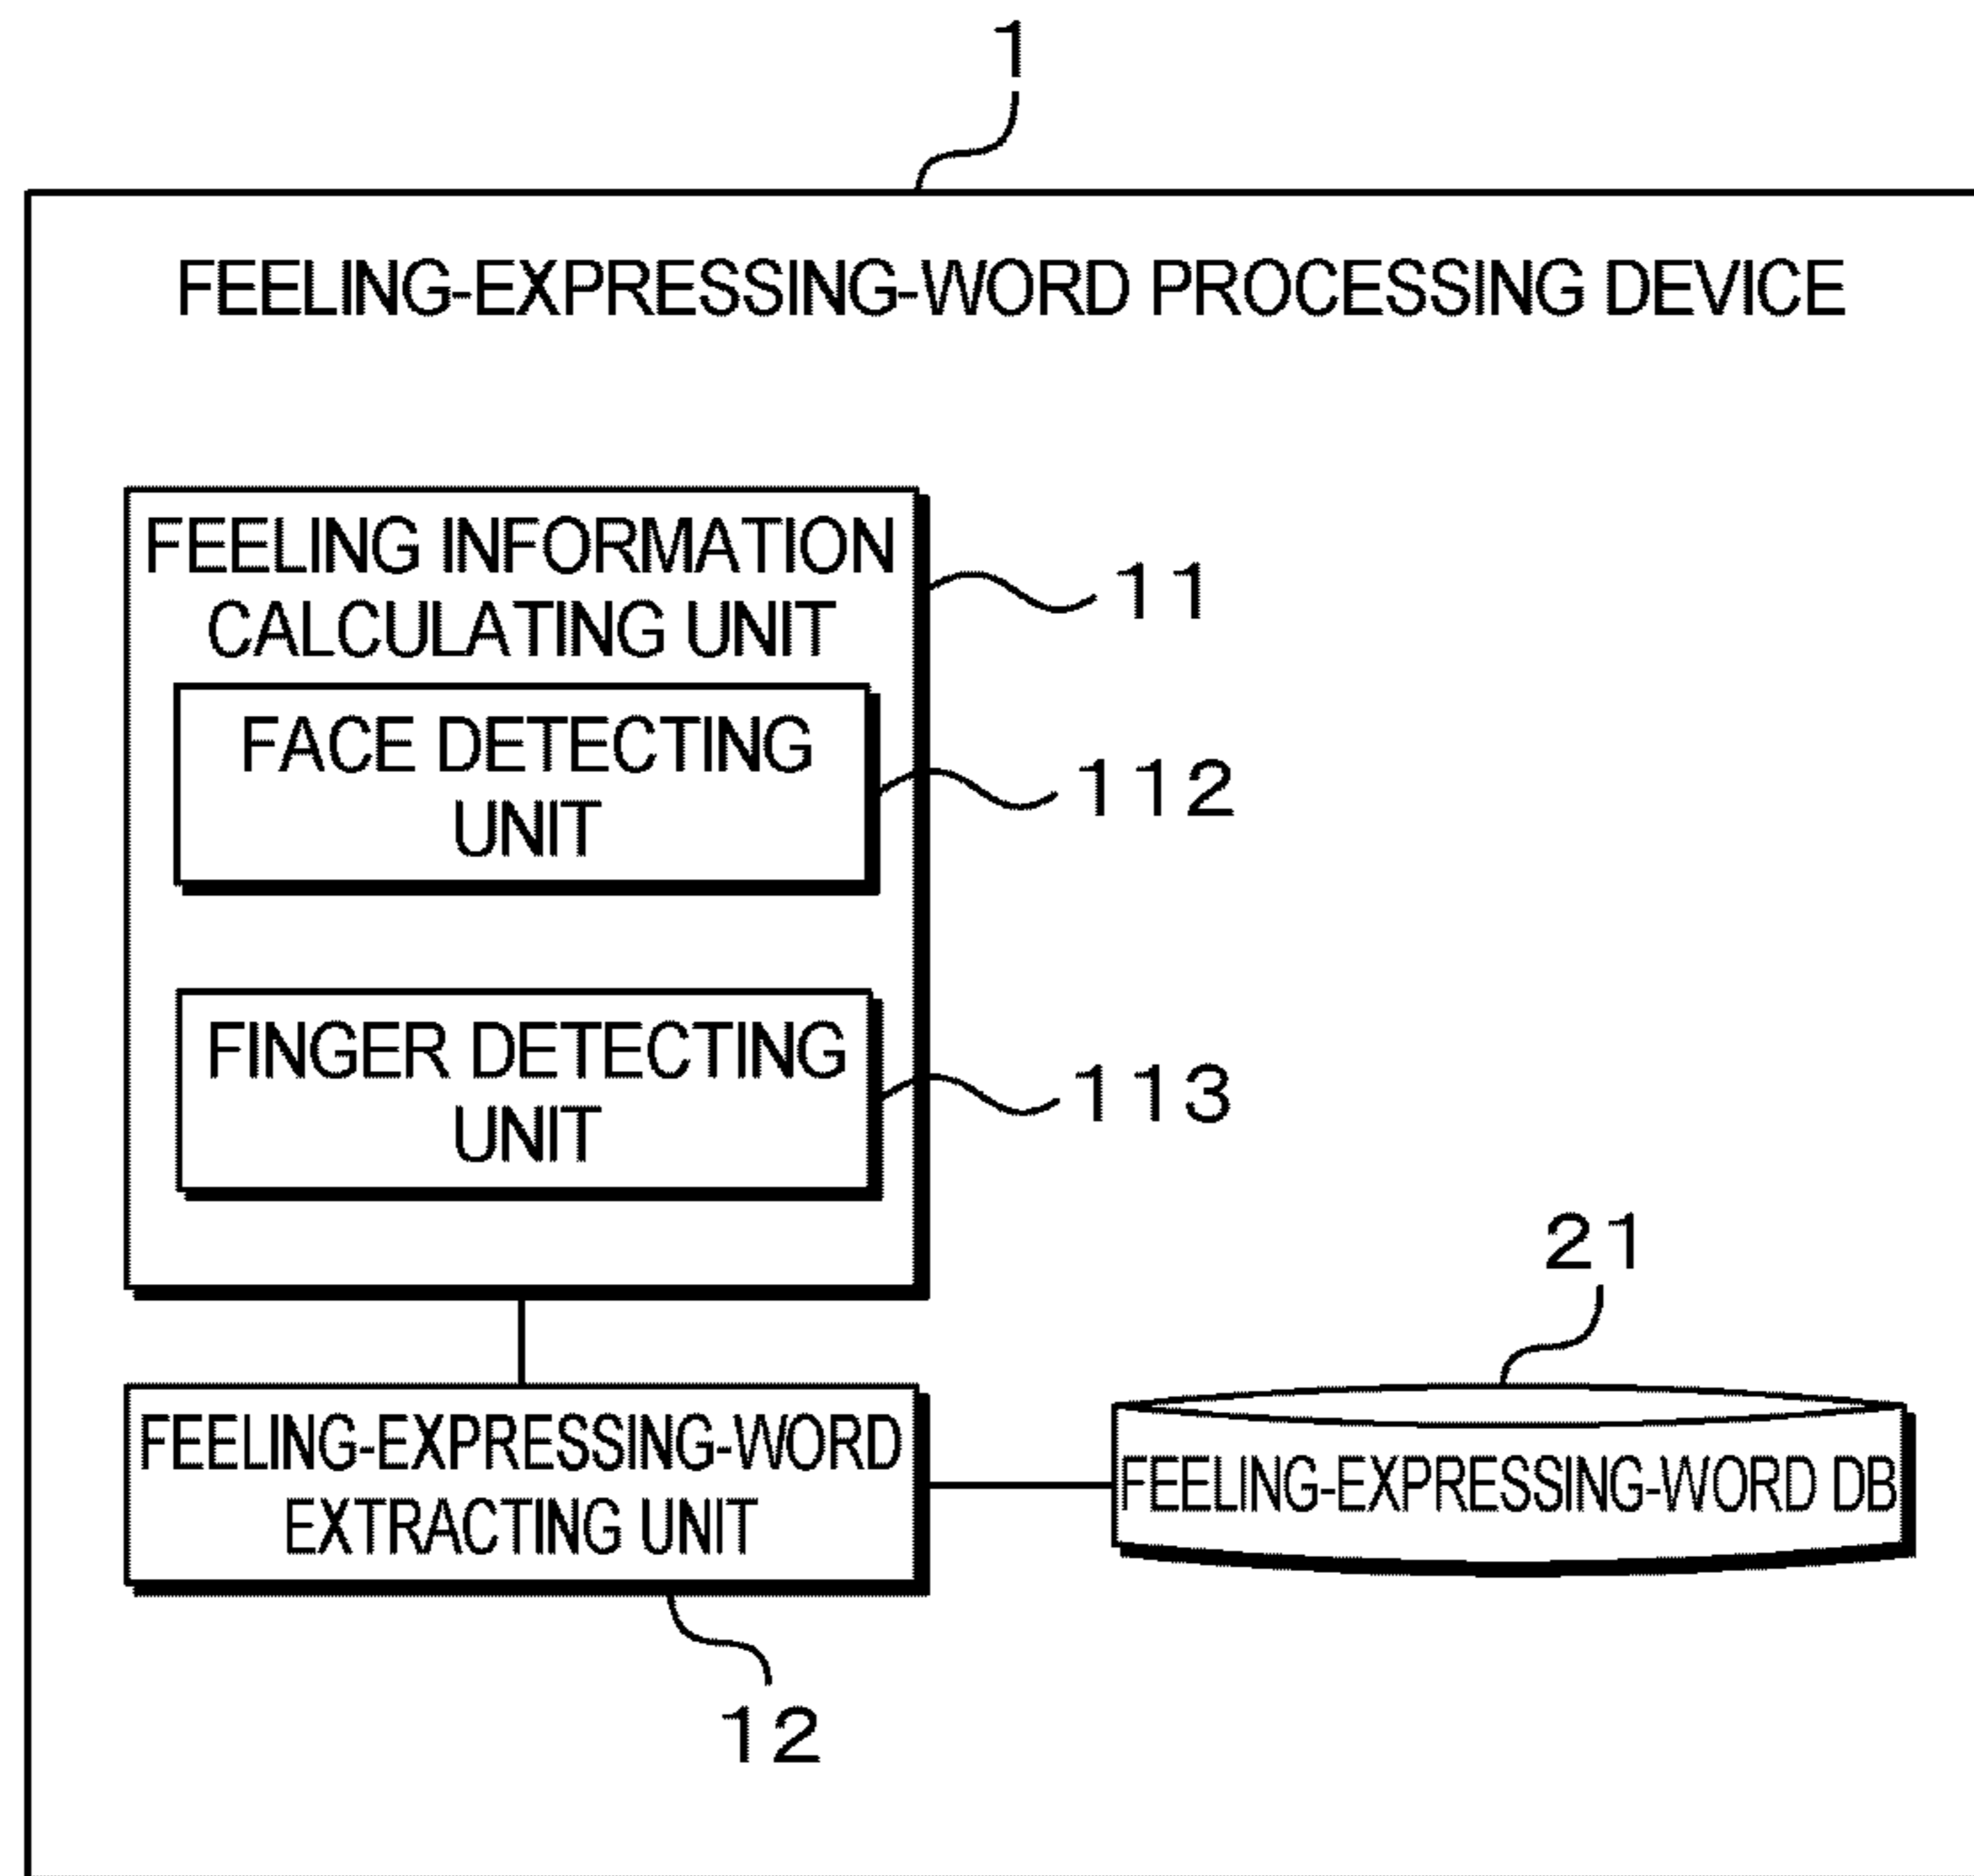 1
FEELING-EXPRESSING-WORD PROCESSING DEVICE
FEELING INFORMATION
CALCULATING UNIT
11
FACE DETECTING
UNIT
112
FINGER DETECTING
UNIT
113
21
FEELING-EXPRESSING-WORD
EXTRACTING UNIT
FEELING-EXPRESSING-WORD DB
12